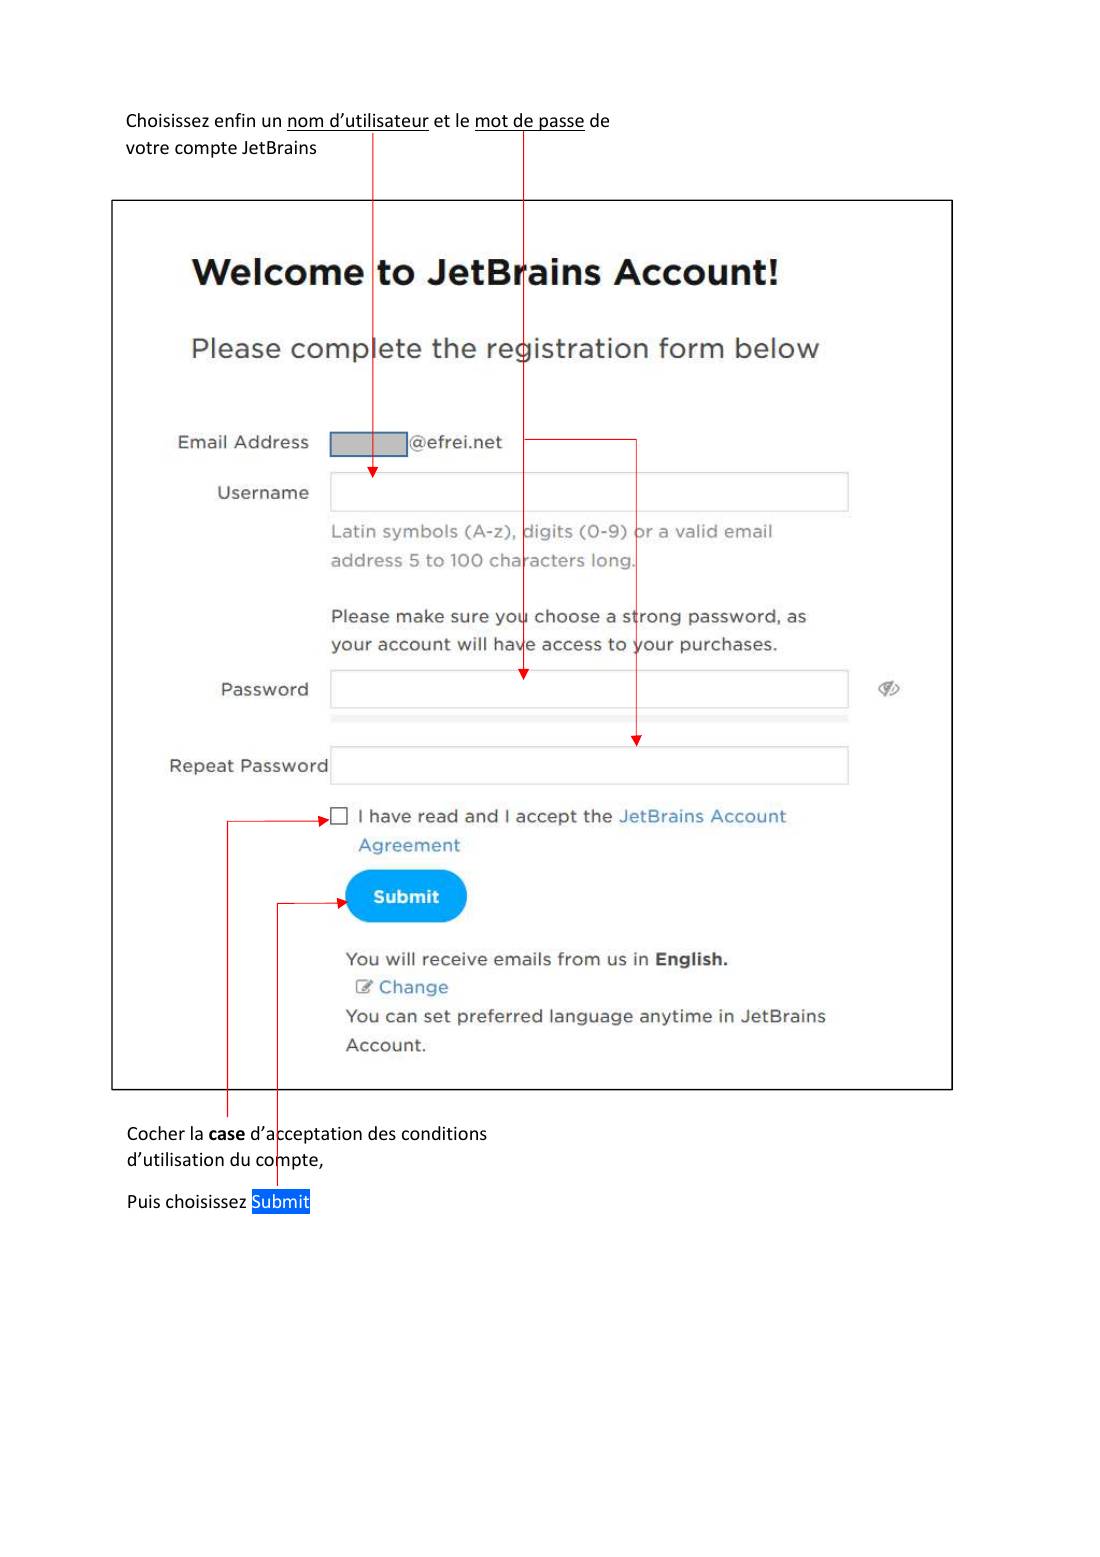 Choisissez enfin un nom d’utilisateur et le mot de passe de
votre compte JetBrains
Welcome to JetBrains Account!
Please complete the registration form below
Email Address @efrei.net
Username
Latin symbols (A-z), digits (0-9) or a valid email
address 5 to 100 characters long.
Please make sure you choose a strong password, as
your account will have access to your purchases.
Password
Repeat Password
I have read and I accept the JetBrains Account
Agreement
Submit
You will receive emails from us in English.
Change
You can set preferred language anytime in JetBrains
Account.
Cocher la case d’acceptation des conditions
d’utilisation du compte,
Puis choisissez Submit